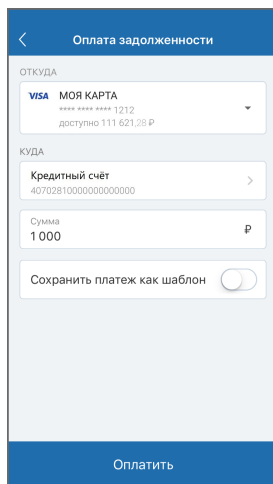 Оплата задолженности
ОТКУДА
VISA МОЯ КАРТА
**** **** **** 1212
доступно 111 621,28 ₽
КУДА
Кредитный счёт
40702810000000000000
Сумма
1 000 ₽
Сохранить платеж как шаблон
Оплатить